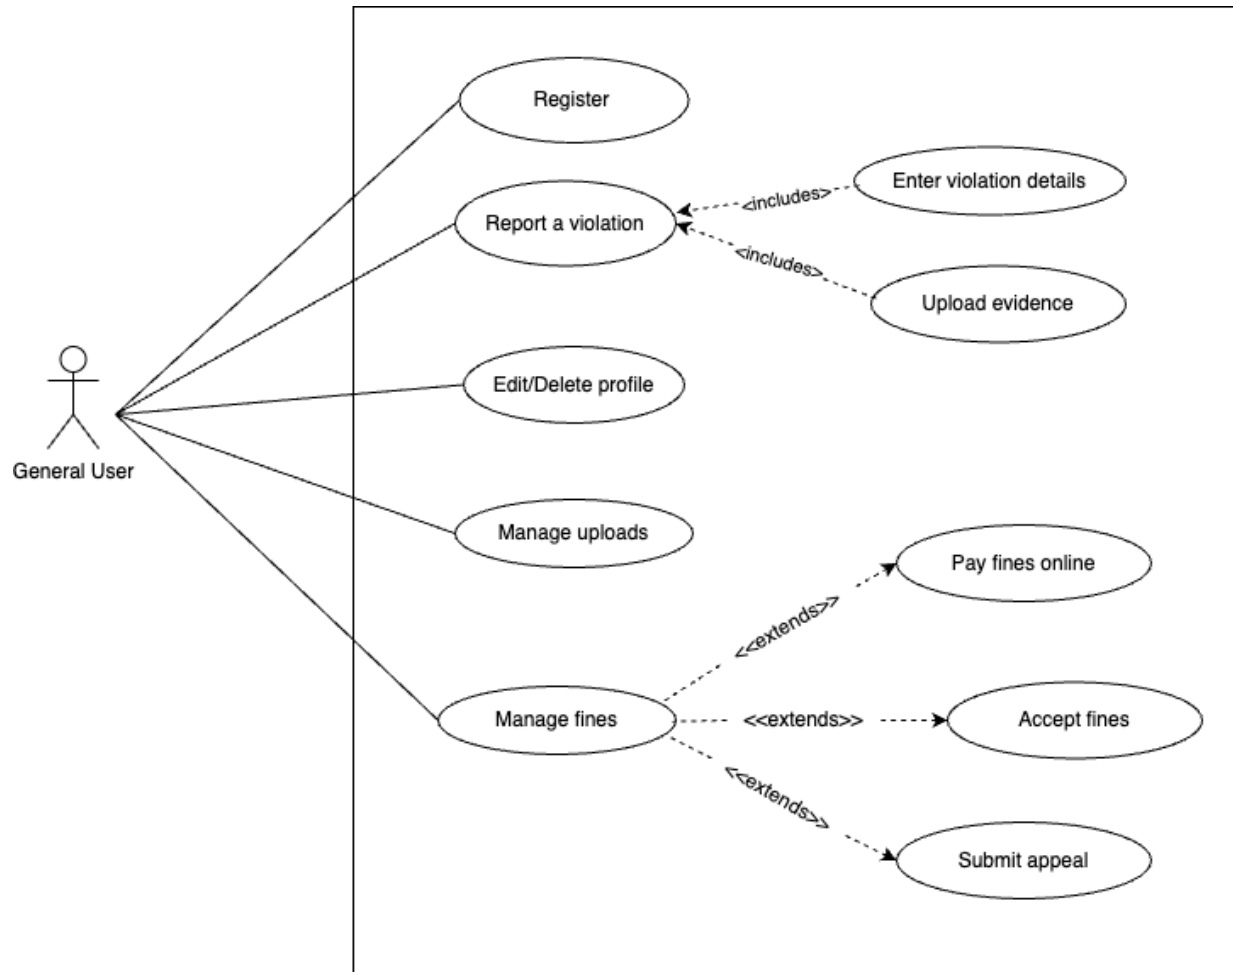 Register
Enter violation details
<includes>
Report a violation
<includes>
Upload evidence
Edit/Delete profile
General User
Manage uploads
Pay fines online
<<extends>>
Manage fines
<<extends>>
Accept fines
<<extends>>
Submit appeal